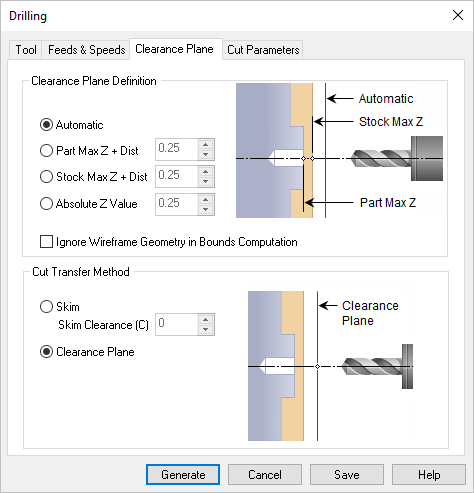 Drilling
Tool Feeds & Speeds Clearance Plane Cut Parameters
Clearance Plane Definition
Automatic
Part Max Z + Dist 0.25
Stock Max Z + Dist 0.25
Absolute Z Value 0.25
Automatic
Stock Max Z
Part Max Z
Ignore Wireframe Geometry in Bounds Computation
Cut Transfer Method
Skim
Skim Clearance (C) 0
Clearance Plane
Clearance
Plane
Generate Cancel Save Help